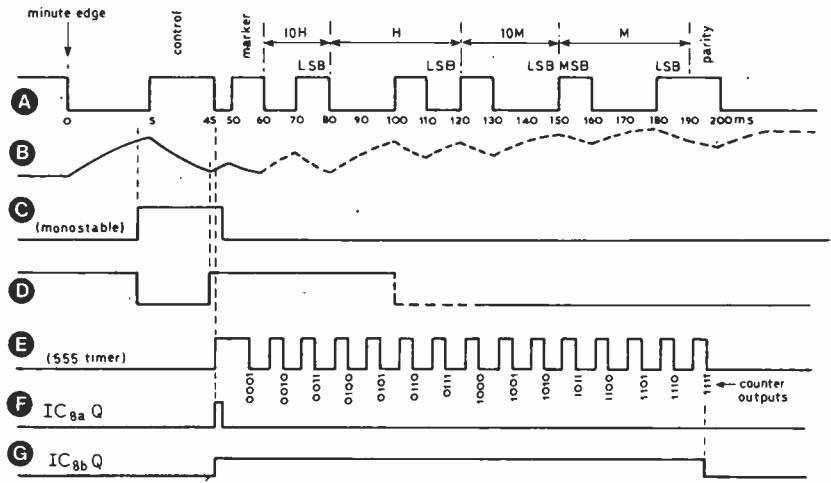 minute edge
control
marker
10H
H
10M
M
parity
LSB
LSB
LSB
MSB
LSB
A
0
5
45
50
60
70
80
90
100
110
120
130
140
150
160
170
180
190
200ms
B
C
(monostable)
D
E
(555 timer)
0001
0010
0011
0100
0101
0110
0111
1000
1001
1010
1011
1100
1101
1110
1111
counter outputs
F
IC8a Q
G
IC8b Q